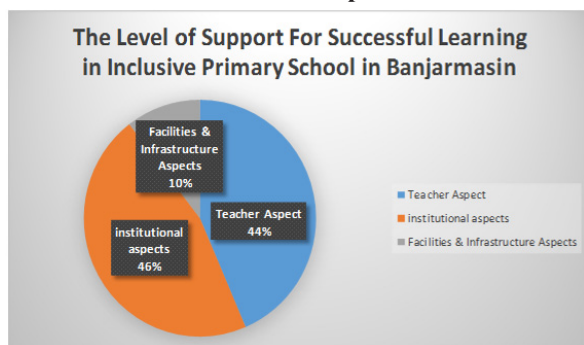 The Level of Support For Successful Learning
in Inclusive Primary School in Banjarmasin
Facilities &
Infrastructure
Aspects
10%
Teacher Aspect
44%
institutional
aspects
46%
Teacher Aspect
institutional aspects
Facilities & Infrastructure Aspects